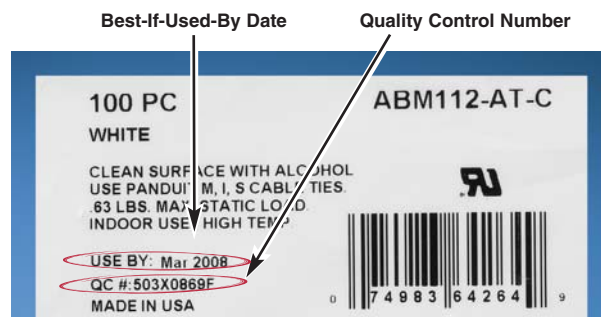 Best-If-Used-By Date Quality Control Number
100 PC ABM112-AT-C
WHITE
CLEAN SURFACE WITH ALCOHOL
USE PANDUIT M, I, S CABLE TIES.
.63 LBS. MAX. STATIC LOAD.
INDOOR USE, HIGH TEMP.
USE BY: Mar 2008
QC #:503X0869F
MADE IN USA
0 74983 64264 9